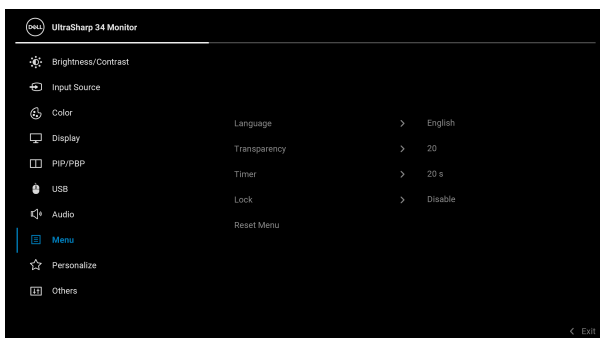 DELL UltraSharp 34 Monitor
Brightness/Contrast
Input Source
Color
Display
PIP/PBP
USB
Audio
Menu
Personalize
Others
Language > English
Transparency > 20
Timer > 20 s
Lock > Disable
Reset Menu
< Exit